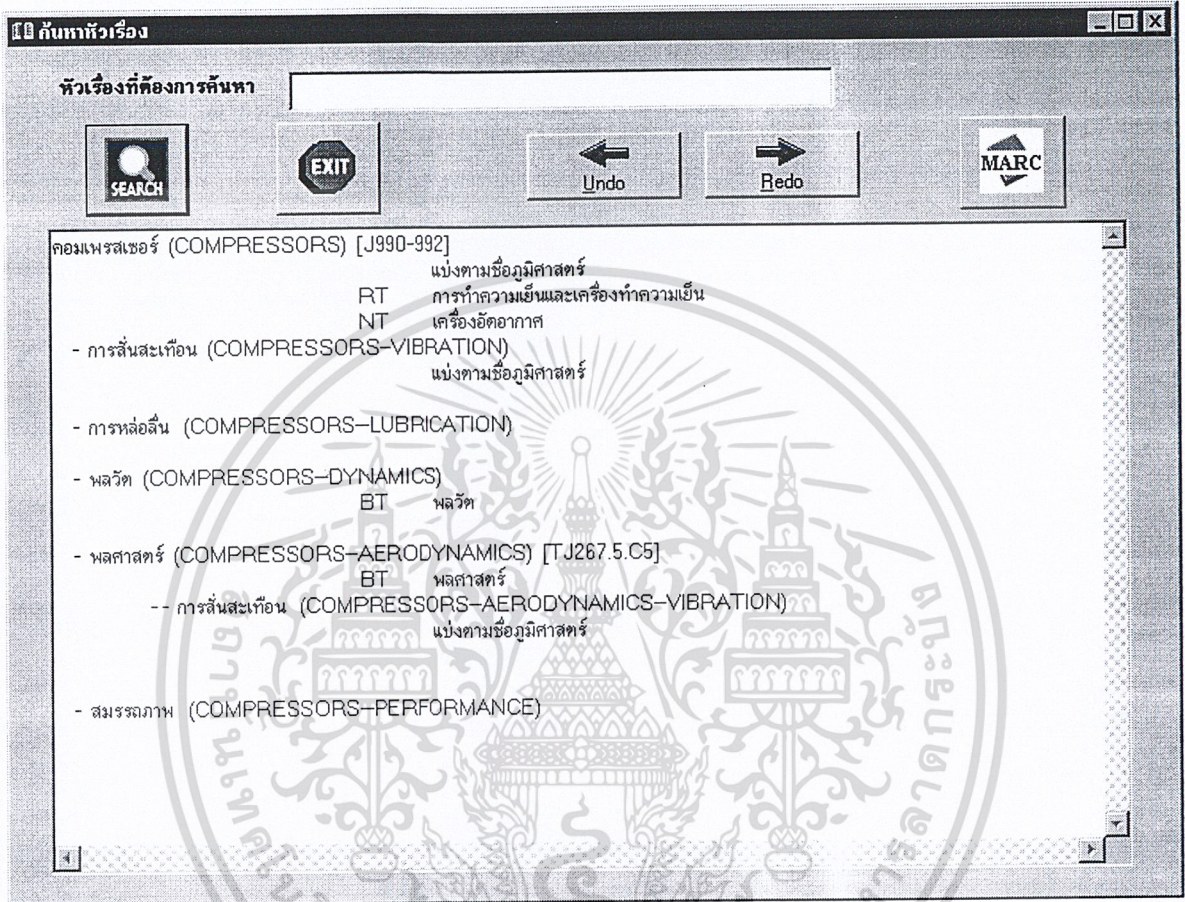 ค้นหาหัวเรื่อง
หัวเรื่องที่ต้องการค้นหา
SEARCH
EXIT
Undo
Redo
MARC
คอมเพรสเซอร์ (COMPRESSORS) [J990-992]
แบ่งตามชื่อภูมิศาสตร์
RT การทำความเย็นและเครื่องทำความเย็น
NT เครื่องอัดอากาศ
- การสั่นสะเทือน (COMPRESSORS-VIBRATION)
แบ่งตามชื่อภูมิศาสตร์
- การหล่อลื่น (COMPRESSORS-LUBRICATION)
- พลวัต (COMPRESSORS-DYNAMICS)
BT พลวัต
- พลศาสตร์ (COMPRESSORS-AERODYNAMICS) [TJ267.5.C5]
BT พลศาสตร์
-- การสั่นสะเทือน (COMPRESSORS-AERODYNAMICS-VIBRATION)
แบ่งตามชื่อภูมิศาสตร์
- สมรรถภาพ (COMPRESSORS-PERFORMANCE)